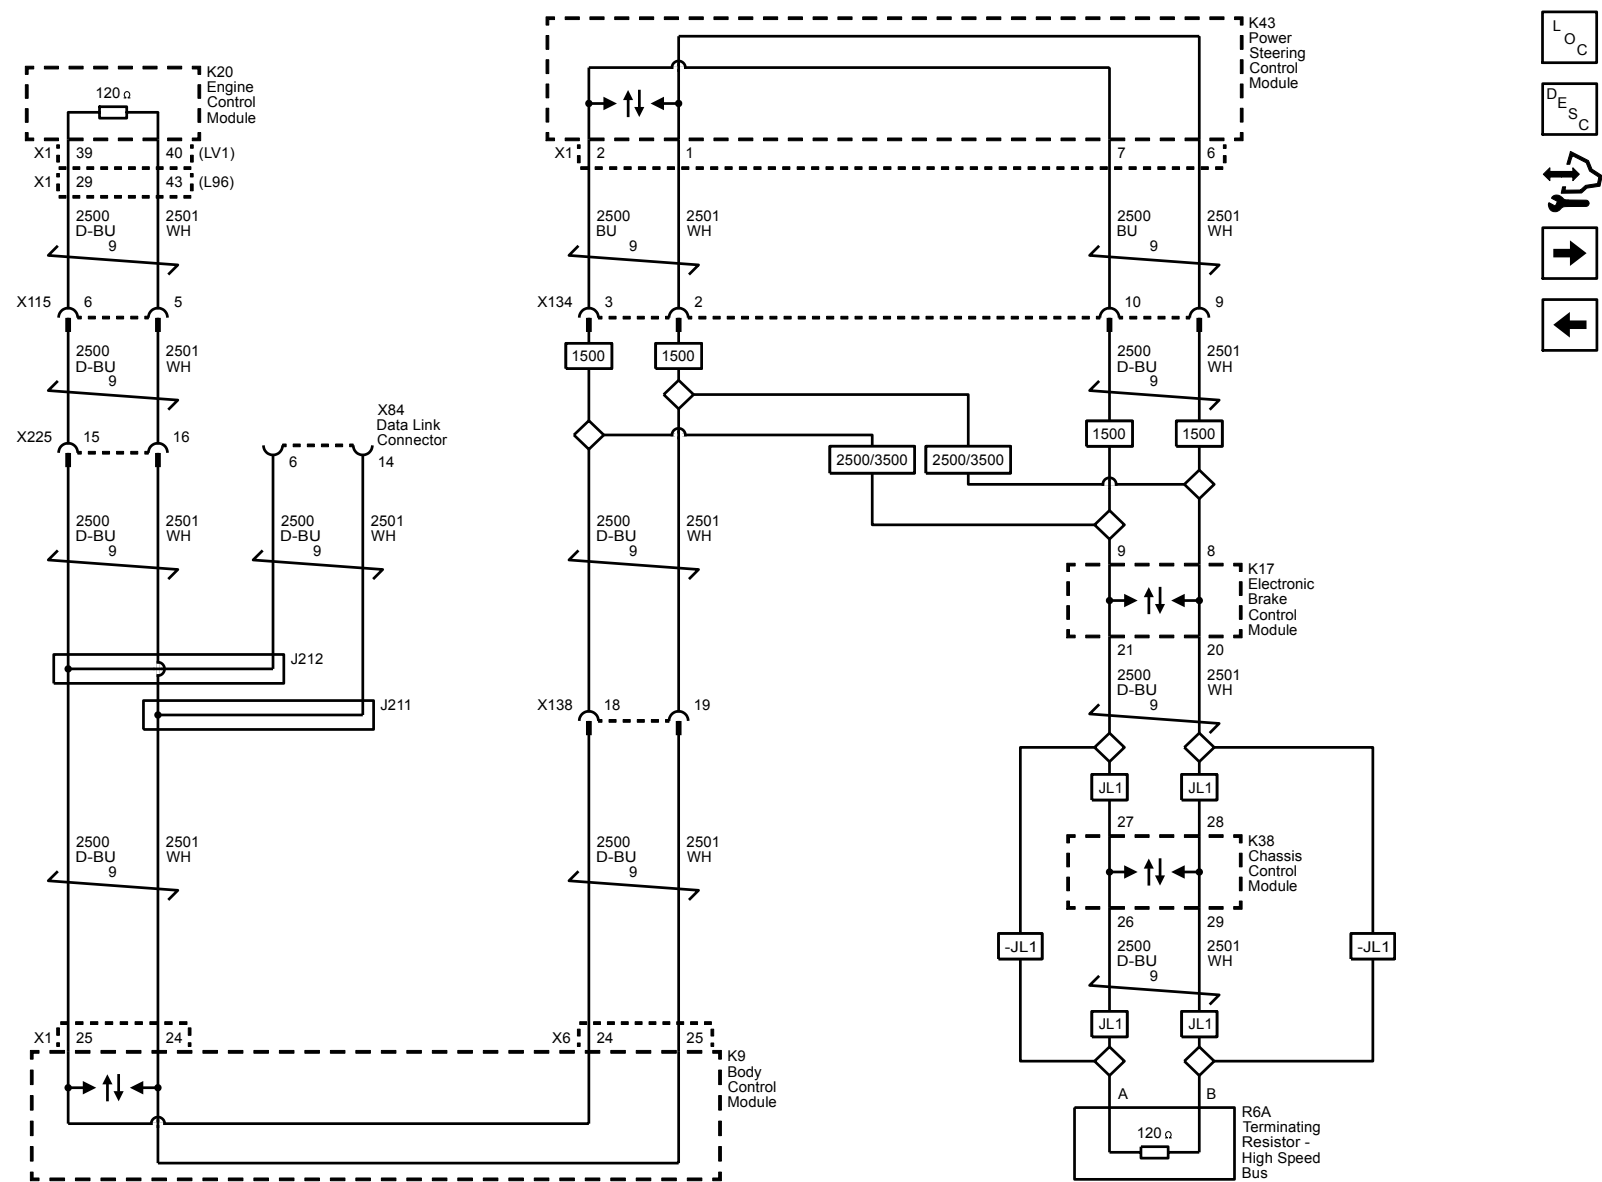 K20
Engine
Control
Module
120 Ω
X1 39 40 (LV1)
X1 29 43 (L96)
2500
D-BU
9
2501
WH
X115 6 5
2500
D-BU
9
2501
WH
X225 15 16
X84
Data Link
Connector
6 14
2500
D-BU
9
2501
WH
2500
D-BU
9
2501
WH
J212
J211
2500
D-BU
9
2501
WH
X1 25 24
K9
Body
Control
Module
K43
Power
Steering
Control
Module
X1 2 1 7 6
2500
BU
9
2501
WH
2500
BU
9
2501
WH
X134 3 2 10 9
1500 1500
2500
D-BU
9
2501
WH
1500 1500
2500/3500 2500/3500
2500
D-BU
9
2501
WH
X138 18 19
2500
D-BU
9
2501
WH
X6 24 25
9 8
K17
Electronic
Brake
Control
Module
21 20
2500
D-BU
9
2501
WH
JL1 JL1
27 28
K38
Chassis
Control
Module
26 29
2500
D-BU
9
2501
WH
-JL1 -JL1
JL1 JL1
A B
R6A
Terminating
Resistor -
High Speed
Bus
120 Ω
LOC
DESC